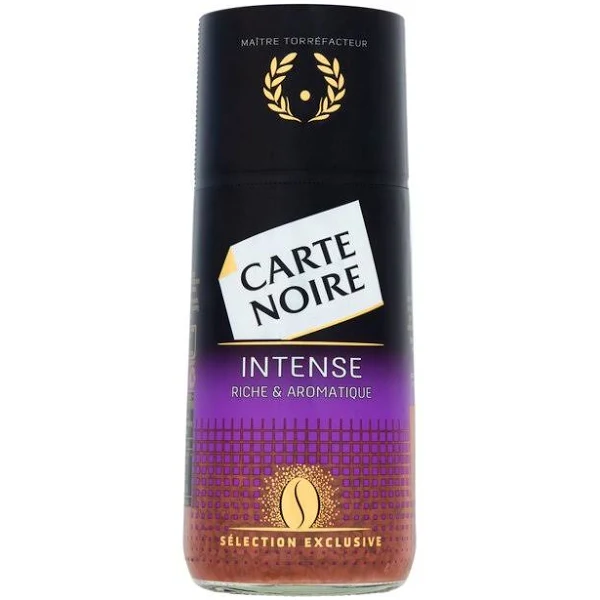 MAÎTRE TORRÉFACTEUR
CARTE
NOIRE
INTENSE
RICHE & AROMATIQUE
SÉLECTION EXCLUSIVE